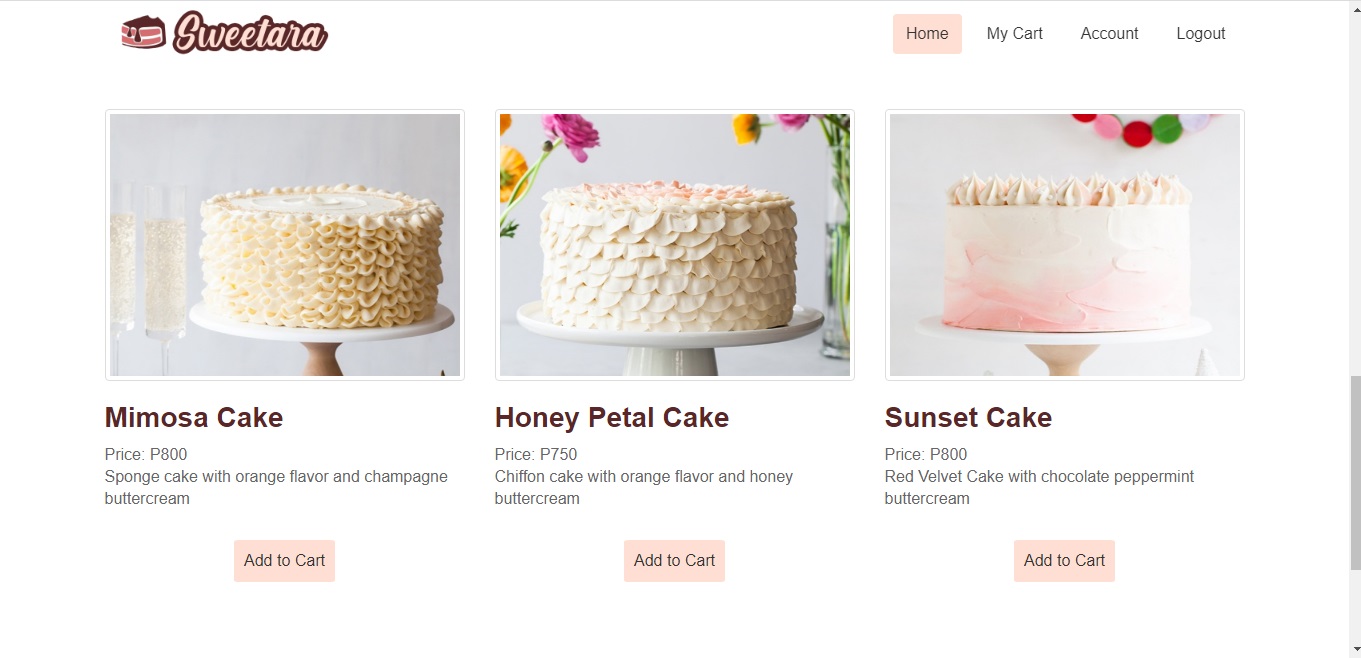 Sweetara
Home
My Cart
Account
Logout
Mimosa Cake
Price: P800
Sponge cake with orange flavor and champagne
buttercream
Add to Cart
Honey Petal Cake
Price: P750
Chiffon cake with orange flavor and honey
buttercream
Add to Cart
Sunset Cake
Price: P800
Red Velvet Cake with chocolate peppermint
buttercream
Add to Cart